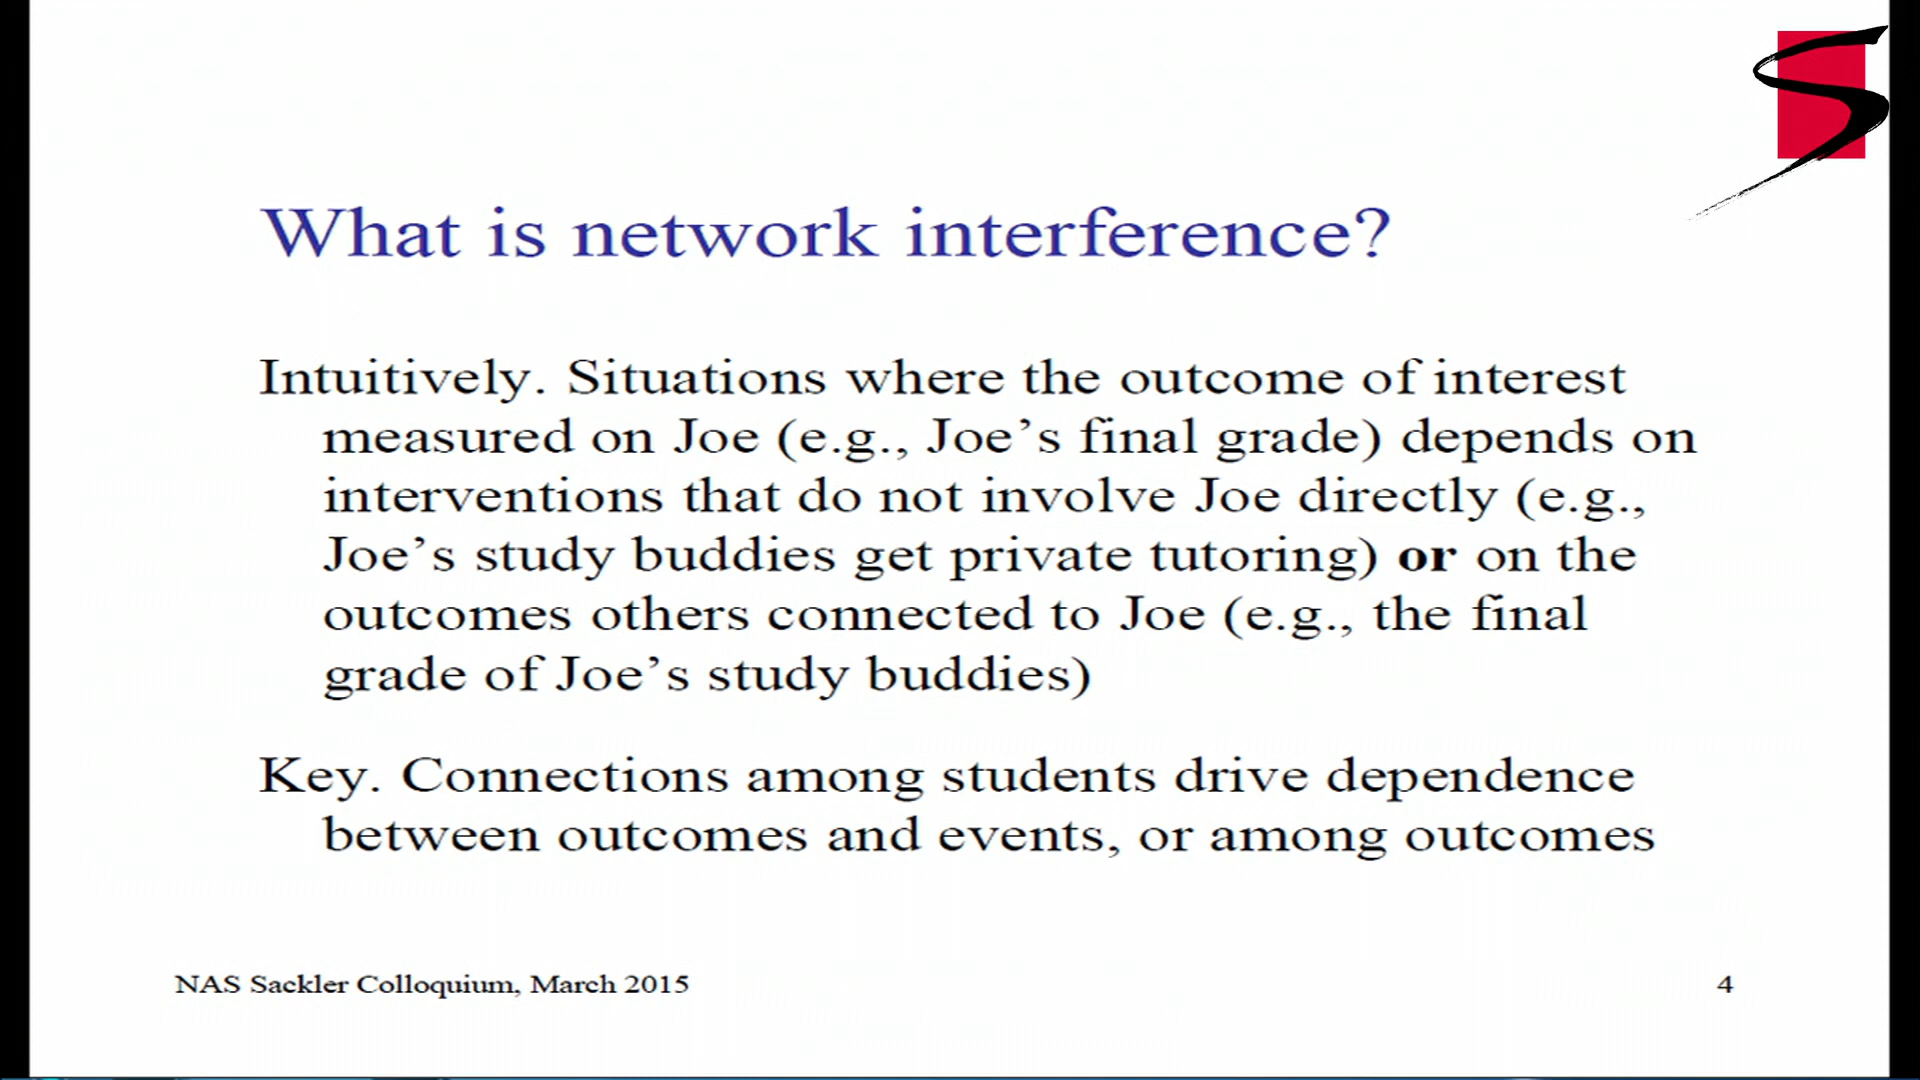 What is network interference?
Intuitively. Situations where the outcome of interest
measured on Joe (e.g., Joe’s final grade) depends on
interventions that do not involve Joe directly (e.g.,
Joe’s study buddies get private tutoring) or on the
outcomes others connected to Joe (e.g., the final
grade of Joe’s study buddies)
Key. Connections among students drive dependence
between outcomes and events, or among outcomes
NAS Sackler Colloquium, March 2015
4
S